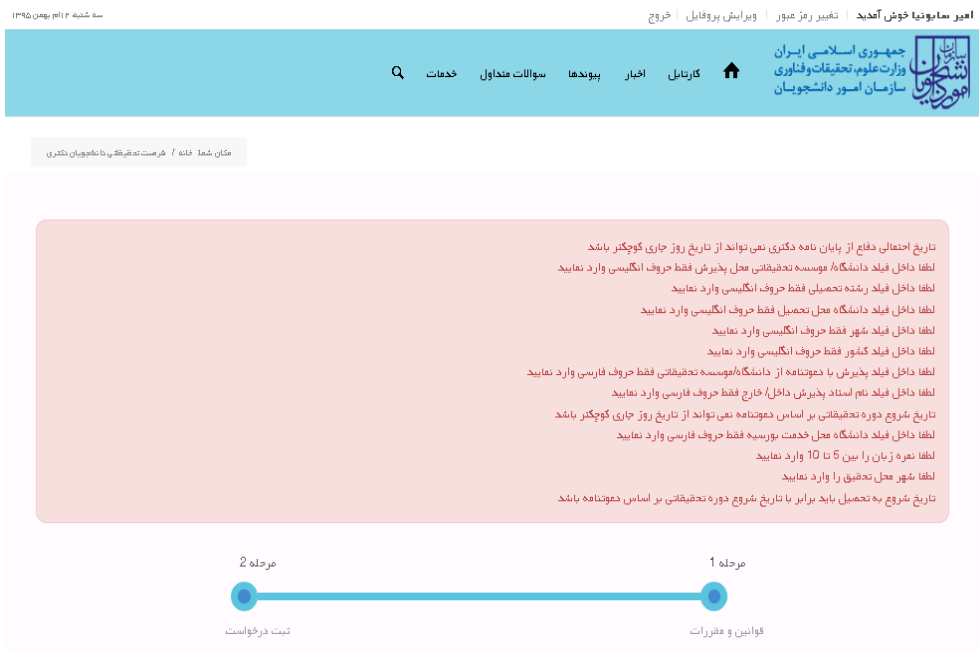 امیر سابونیا خوش آمدید | تغییر رمز عبور | ویرایش پروفایل | خروج
سه شنبه ۱۲ام بهمن ۱۳۹۵
سازمان امور دانشجویان
جمهوری اسلامی ایران
وزارت علوم، تحقیقات و فناوری
سازمان امور دانشجویان
کارتابل اخبار پیوندها سوالات متداول خدمات
مکان شما: خانه / فرصت تحقیقاتی دانشجویان دکتری
تاریخ احتمالی دفاع از پایان نامه دکتری نمی تواند از تاریخ روز جاری کوچکتر باشد
لطفا داخل فیلد دانشگاه/ موسسه تحقیقاتی محل پذیرش فقط حروف انگلیسی وارد نمایید
لطفا داخل فیلد رشته تحصیلی فقط حروف انگلیسی وارد نمایید
لطفا داخل فیلد دانشگاه محل تحصیل فقط حروف انگلیسی وارد نمایید
لطفا داخل فیلد شهر فقط حروف انگلیسی وارد نمایید
لطفا داخل فیلد کشور فقط حروف انگلیسی وارد نمایید
لطفا داخل فیلد پذیرش با دعوتنامه از دانشگاه/موسسه تحقیقاتی فقط حروف فارسی وارد نمایید
لطفا داخل فیلد نام استاد پذیرش داخل/ خارج فقط حروف فارسی وارد نمایید
تاریخ شروع دوره تحقیقاتی بر اساس دعوتنامه نمی تواند از تاریخ روز جاری کوچکتر باشد
لطفا داخل فیلد دانشگاه محل خدمت بورسیه فقط حروف فارسی وارد نمایید
لطفا نمره زبان را بین 5 تا 10 وارد نمایید
لطفا شهر محل تحقیق را وارد نمایید
تاریخ شروع به تحصیل باید برابر با تاریخ شروع دوره تحقیقاتی بر اساس دعوتنامه باشد
مرحله 1
مرحله 2
قوانین و مقررات
ثبت درخواست